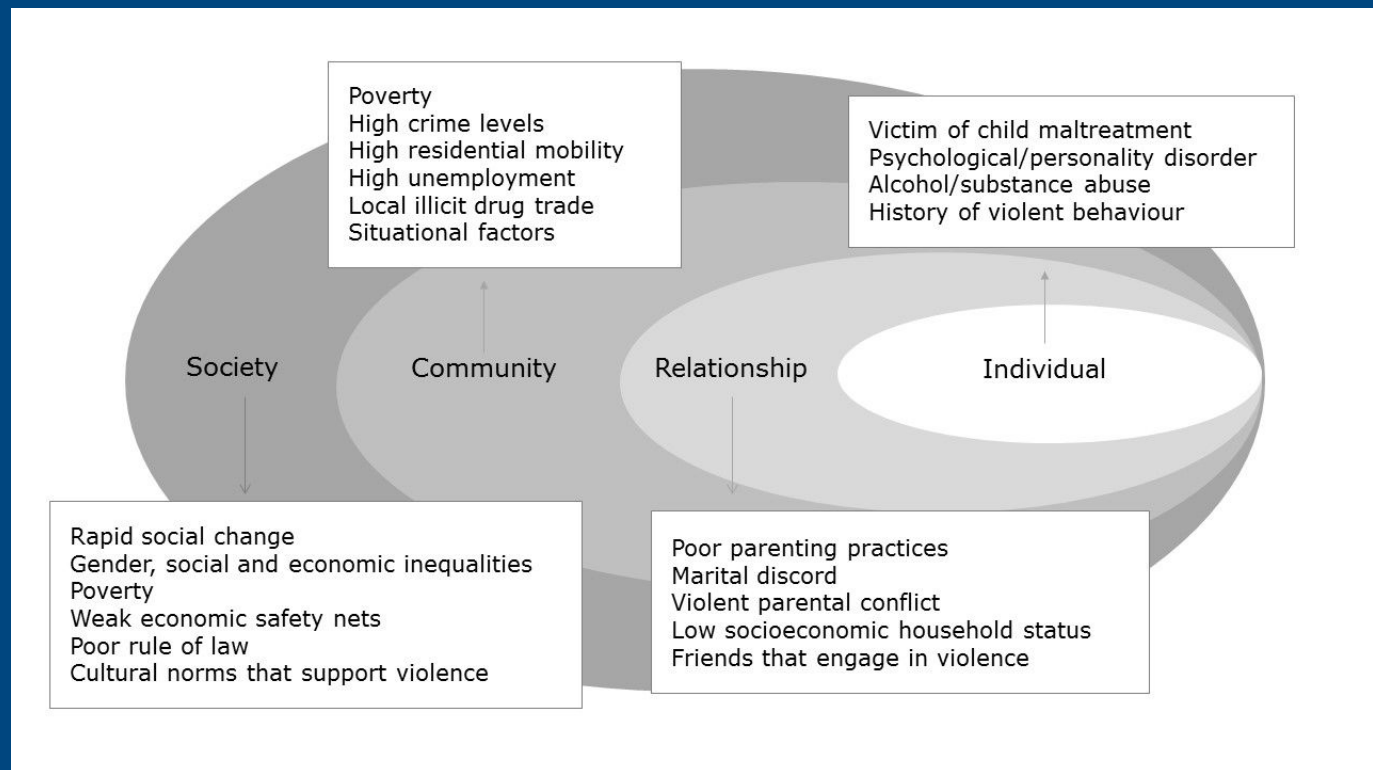 Poverty
High crime levels
High residential mobility
High unemployment
Local illicit drug trade
Situational factors
Victim of child maltreatment
Psychological/personality disorder
Alcohol/substance abuse
History of violent behaviour
Society
Community
Relationship
Individual
Rapid social change
Gender, social and economic inequalities
Poverty
Weak economic safety nets
Poor rule of law
Cultural norms that support violence
Poor parenting practices
Marital discord
Violent parental conflict
Low socioeconomic household status
Friends that engage in violence